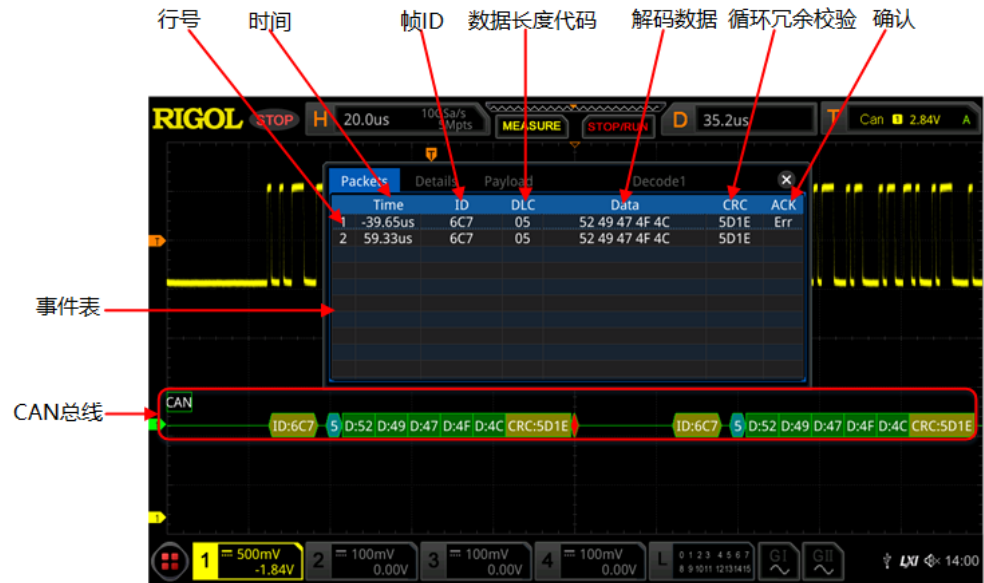 行号 时间 帧ID 数据长度代码 解码数据 循环冗余校验 确认
RIGOL STOP H 20.0us 10GSa/s 5Mpts MEASURE STOP/RUN D 35.2us T Can 1 2.84V A
T
Packets Details Payload Decode1
Time ID DLC Data CRC ACK
1 -39.65us 6C7 05 52 49 47 4F 4C 5D1E Err
2 59.33us 6C7 05 52 49 47 4F 4C 5D1E
T
事件表
CAN总线
CAN
ID:6C7 5 D:52 D:49 D:47 D:4F D:4C CRC:5D1E ID:6C7 5 D:52 D:49 D:47 D:4F D:4C CRC:5D1E
1
1 500mV 2 100mV 3 100mV 4 100mV L 0 1 2 3 4 5 6 7 GI GII
-1.84V 0.00V 0.00V 0.00V 8 9 10 11 12 13 14 15 LXI 14:00